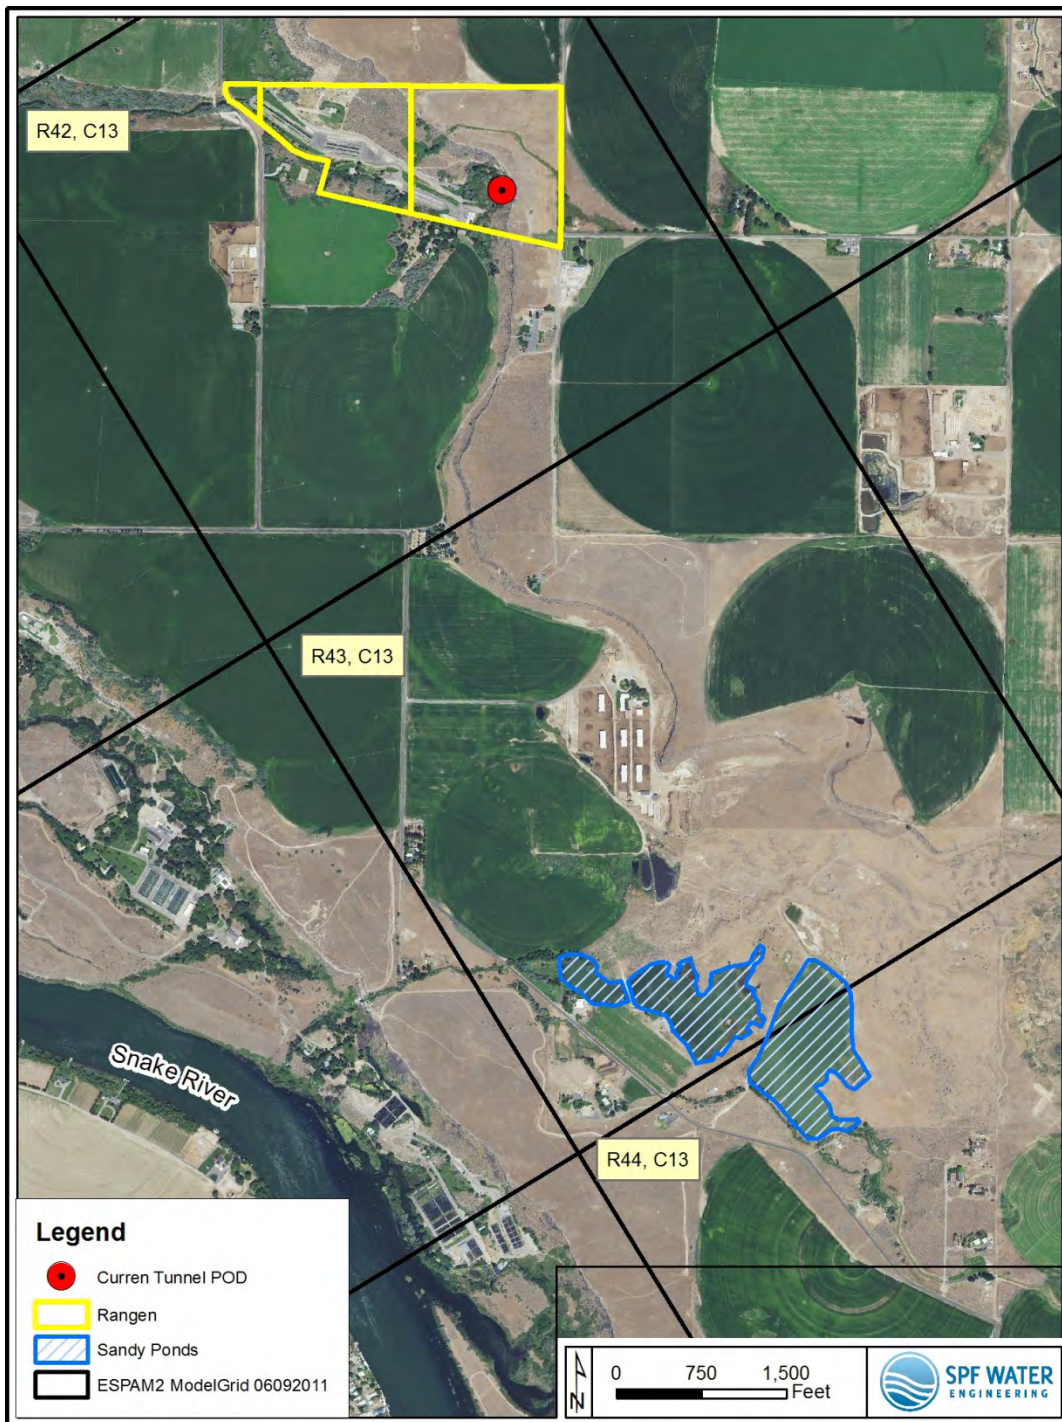 R42, C13
R43, C13
Snake River
R44, C13
Legend
Curren Tunnel POD
Rangen
Sandy Ponds
ESPAM2 ModelGrid 06092011
N
0 750 1,500
Feet
SPF WATER
ENGINEERING